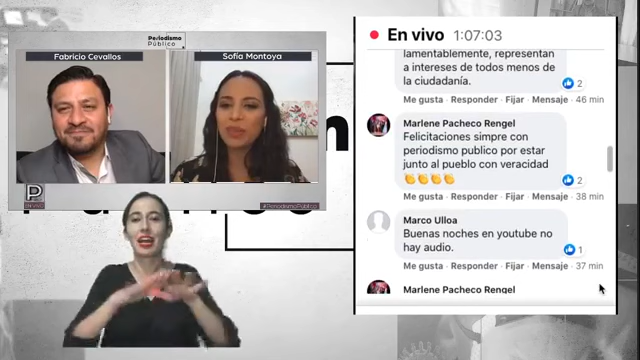 Periodismo
Público
Fabricio Cevallos
Sofía Montoya
P
EN VIVO
#PeriodismoPúblico
En vivo 1:07:03
lamentablemente, representan
a intereses de todos menos de
la ciudadanía.
2
Me gusta · Responder · Fijar · Mensaje · 46 min
Marlene Pacheco Rengel
Felicitaciones simpre con
periodismo publico por estar
junto al pueblo con veracidad
👏👏👏👏
2
Me gusta · Responder · Fijar · Mensaje · 38 min
Marco Ulloa
Buenas noches en youtube no
hay audio.
1
Me gusta · Responder · Fijar · Mensaje · 37 min
Marlene Pacheco Rengel